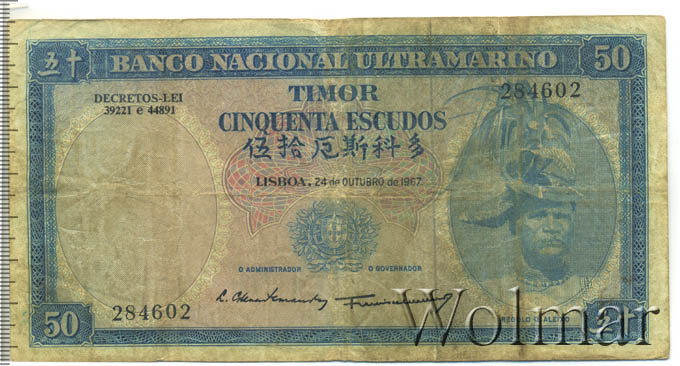 五十 BANCO NACIONAL ULTRAMARINO 50
DECRETOS-LEI
39221 e 44891
TIMOR
284602
CINQUENTA ESCUDOS
伍拾厄斯科多
LISBOA, 24 de OUTUBRO de 1967
O ADMINISTRADOR
O GOVERNADOR
284602
50
Wolmar